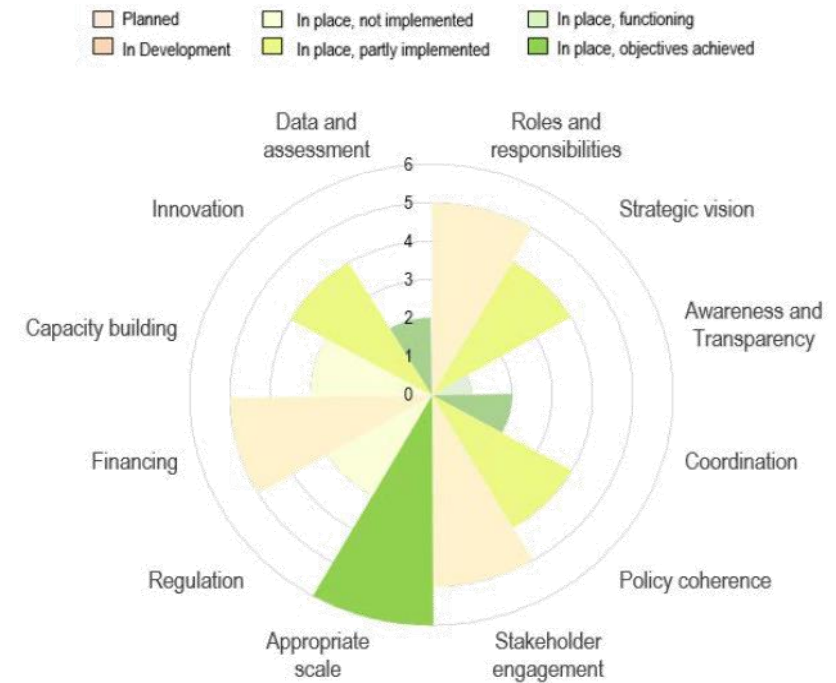 Planned
In place, not implemented
In place, functioning
In Development
In place, partly implemented
In place, objectives achieved
Data and
assessment
Roles and
responsibilities
Innovation
Strategic vision
Capacity building
Awareness and
Transparency
6
5
4
3
2
1
0
Financing
Coordination
Regulation
Policy coherence
Appropriate
scale
Stakeholder
engagement